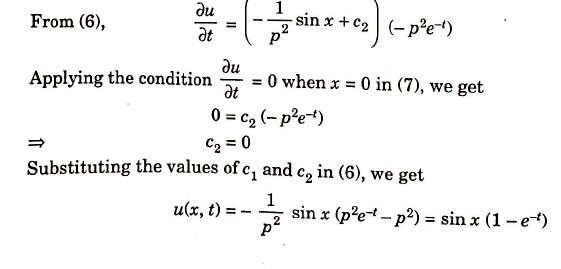 From (6), ∂u/∂t = (− 1/p² sin x + c₂) (− p²e⁻ᵗ)
Applying the condition ∂u/∂t = 0 when x = 0 in (7), we get
0 = c₂ (− p²e⁻ᵗ)
⇒ c₂ = 0
Substituting the values of c₁ and c₂ in (6), we get
u(x, t) = − 1/p² sin x (p²e⁻ᵗ − p²) = sin x (1 − e⁻ᵗ)